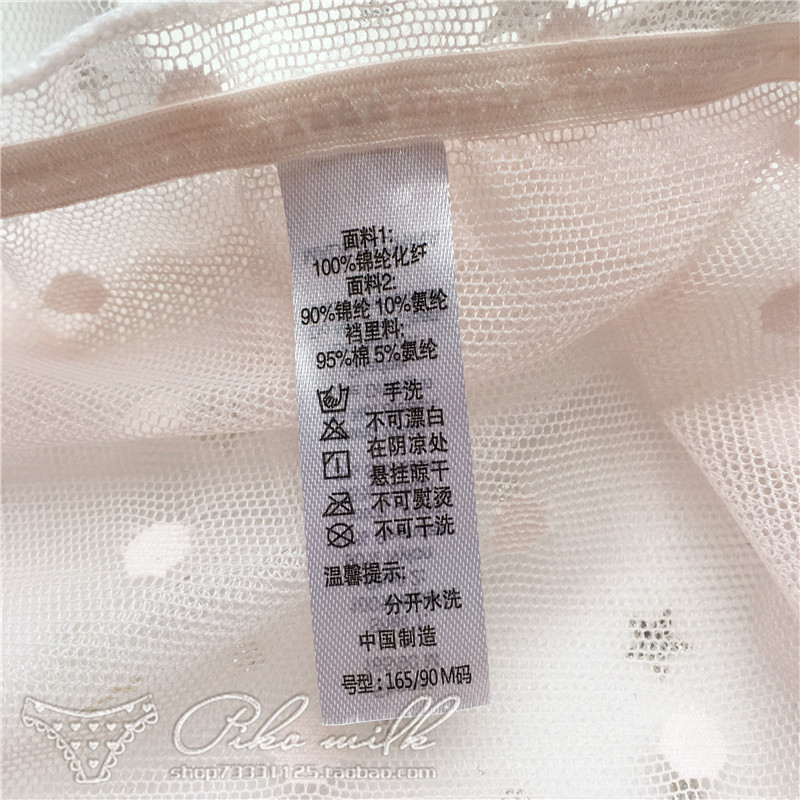 面料1:
100%锦纶化纤
面料2:
90%锦纶 10%氨纶
裆里料:
95%棉 5%氨纶
手洗
不可漂白
在阴凉处
悬挂晾干
不可熨烫
不可干洗
温馨提示:
分开水洗
中国制造
号型：165/90 M码
Piko milk
shop73331125.taobao.com